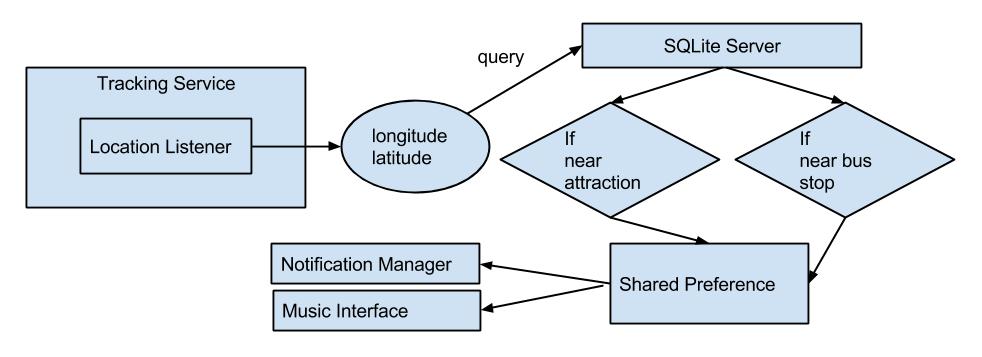 Tracking Service
Location Listener
longitude
latitude
query
SQLite Server
If
near
attraction
If
near bus
stop
Shared Preference
Notification Manager
Music Interface